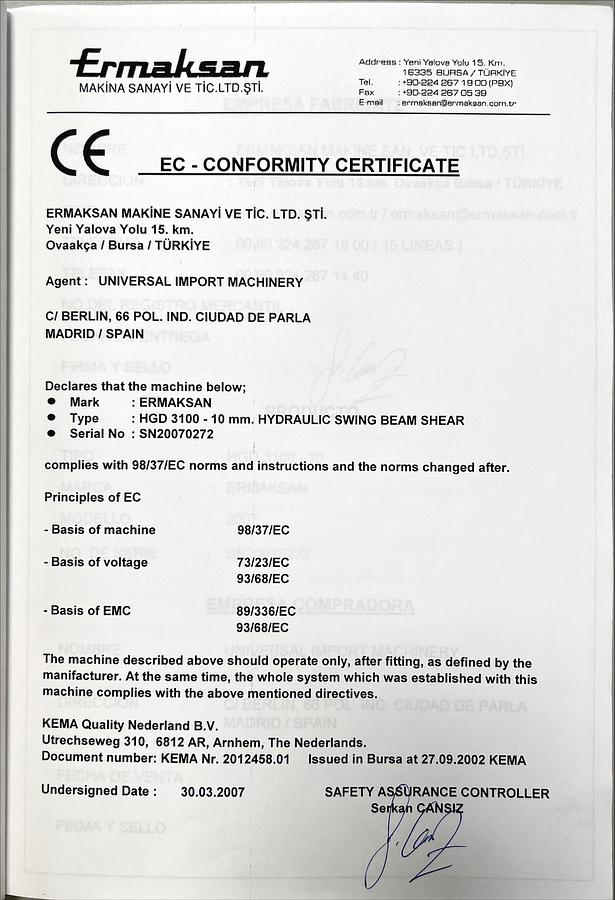 Ermaksan
MAKİNA SANAYİ VE TİC.LTD.ŞTİ.
Address : Yeni Yalova Yolu 15. Km.
16335 BURSA / TÜRKİYE
Tel. : +90-224 267 19 00 (PBX)
Fax : +90-224 267 05 39
E-mail : ermaksan@ermaksan.com.tr
CE
EC - CONFORMITY CERTIFICATE
ERMAKSAN MAKİNE SANAYİ VE TİC. LTD. ŞTİ.
Yeni Yalova Yolu 15. km.
Ovaakça / Bursa / TÜRKİYE
Agent : UNIVERSAL IMPORT MACHINERY
C/ BERLIN, 66 POL. IND. CIUDAD DE PARLA
MADRID / SPAIN
Declares that the machine below;
● Mark : ERMAKSAN
● Type : HGD 3100 - 10 mm. HYDRAULIC SWING BEAM SHEAR
● Serial No : SN20070272
complies with 98/37/EC norms and instructions and the norms changed after.
Principles of EC
- Basis of machine 98/37/EC
- Basis of voltage 73/23/EC
93/68/EC
- Basis of EMC 89/336/EC
93/68/EC
The machine described above should operate only, after fitting, as defined by the
manifacturer. At the same time, the whole system which was established with this
machine complies with the above mentioned directives.
KEMA Quality Nederland B.V.
Utrechseweg 310, 6812 AR, Arnhem, The Nederlands.
Document number: KEMA Nr. 2012458.01 Issued in Bursa at 27.09.2002 KEMA
Undersigned Date : 30.03.2007 SAFETY ASSURANCE CONTROLLER
Serkan CANSIZ